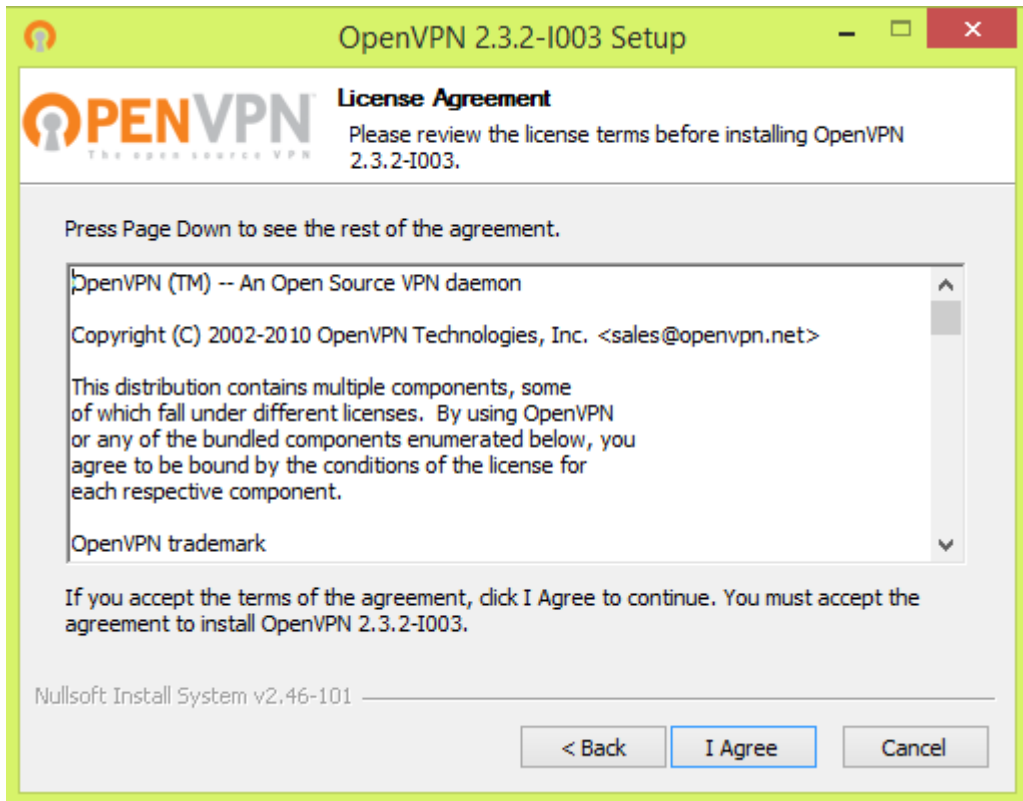 OpenVPN 2.3.2-I003 Setup
OPENVPN
The open source VPN
License Agreement
Please review the license terms before installing OpenVPN
2.3.2-I003.
Press Page Down to see the rest of the agreement.
OpenVPN (TM) -- An Open Source VPN daemon
Copyright (C) 2002-2010 OpenVPN Technologies, Inc. <sales@openvpn.net>
This distribution contains multiple components, some
of which fall under different licenses.  By using OpenVPN
or any of the bundled components enumerated below, you
agree to be bound by the conditions of the license for
each respective component.
OpenVPN trademark
If you accept the terms of the agreement, click I Agree to continue. You must accept the
agreement to install OpenVPN 2.3.2-I003.
Nullsoft Install System v2.46-101
< Back
I Agree
Cancel